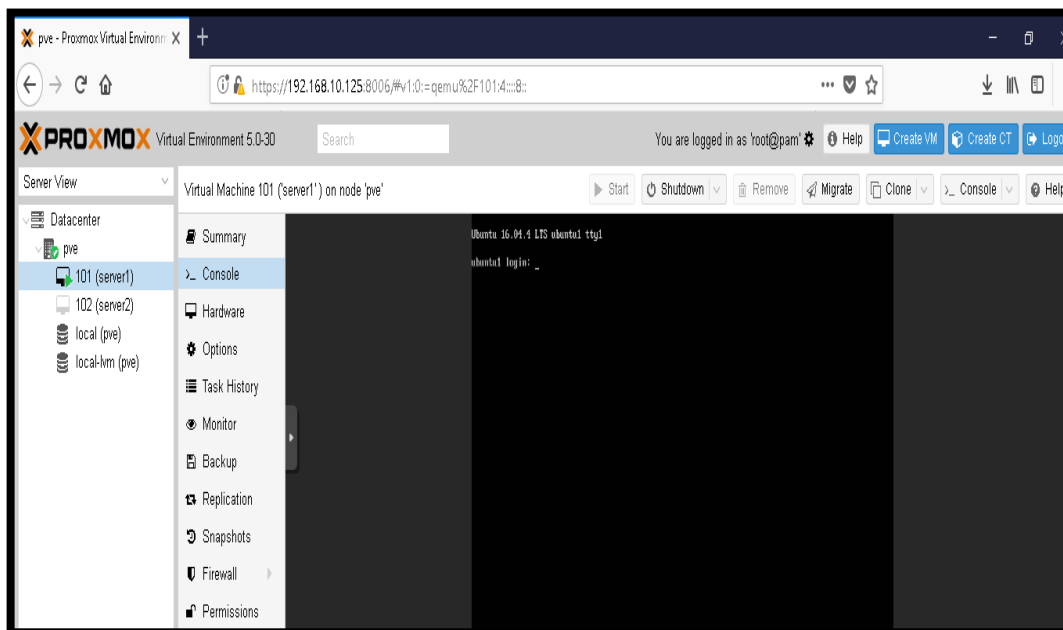 pve - Proxmox Virtual Environm
https://192.168.10.125:8006/#v1:0:=qemu%2F101:4::::8::
PROXMOX Virtual Environment 5.0-30 Search You are logged in as 'root@pam' Help Create VM Create CT Logo
Server View
Virtual Machine 101 ('server1' ) on node 'pve' Start Shutdown Remove Migrate Clone Console Help
Datacenter
pve
101 (server1)
102 (server2)
local (pve)
local-lvm (pve)
Summary
Console
Hardware
Options
Task History
Monitor
Backup
Replication
Snapshots
Firewall
Permissions
Ubuntu 16.04.4 LTS ubuntu1 tty1
ubuntu1 login: _